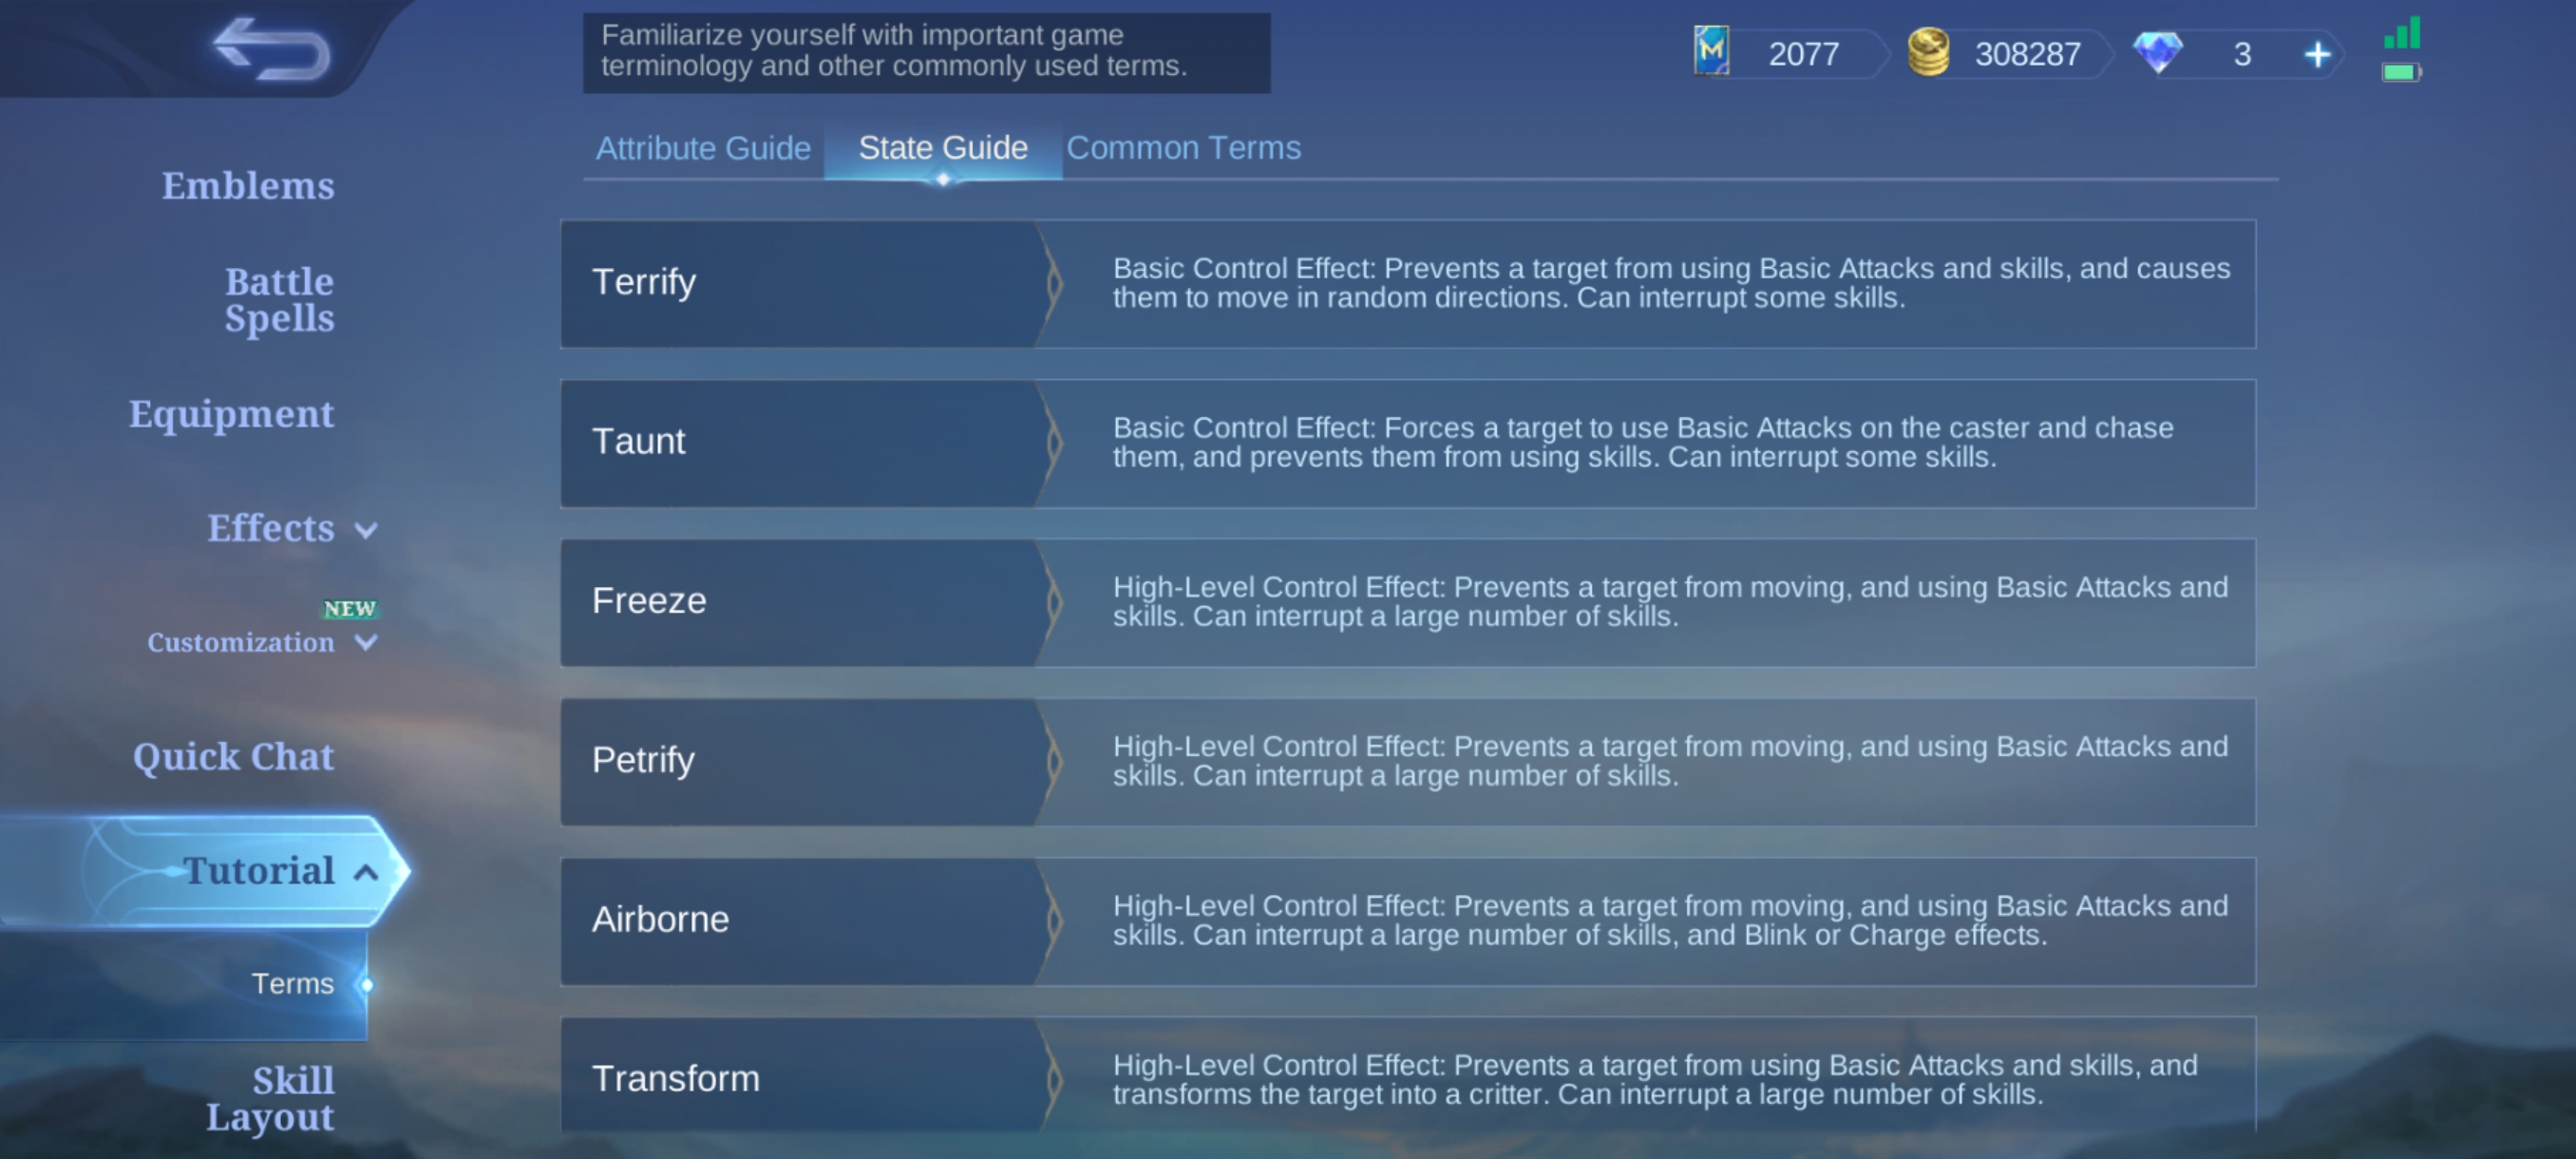 Familiarize yourself with important game
terminology and other commonly used terms.
2077
308287
3
Attribute Guide
State Guide
Common Terms
Emblems
Battle
Spells
Equipment
Effects
NEW
Customization
Quick Chat
Tutorial
Terms
Skill
Layout
Terrify
Basic Control Effect: Prevents a target from using Basic Attacks and skills, and causes
them to move in random directions. Can interrupt some skills.
Taunt
Basic Control Effect: Forces a target to use Basic Attacks on the caster and chase
them, and prevents them from using skills. Can interrupt some skills.
Freeze
High-Level Control Effect: Prevents a target from moving, and using Basic Attacks and
skills. Can interrupt a large number of skills.
Petrify
High-Level Control Effect: Prevents a target from moving, and using Basic Attacks and
skills. Can interrupt a large number of skills.
Airborne
High-Level Control Effect: Prevents a target from moving, and using Basic Attacks and
skills. Can interrupt a large number of skills, and Blink or Charge effects.
Transform
High-Level Control Effect: Prevents a target from using Basic Attacks and skills, and
transforms the target into a critter. Can interrupt a large number of skills.